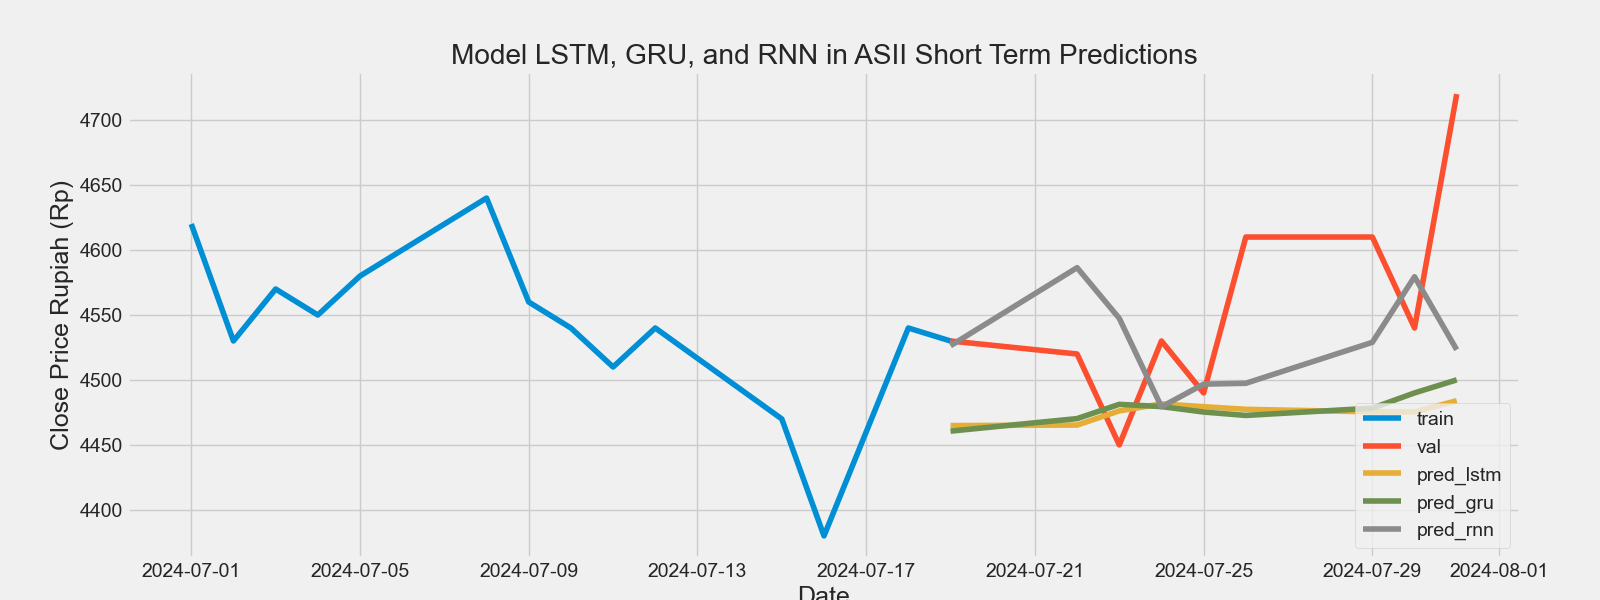 Model LSTM, GRU, and RNN in ASII Short Term Predictions
Close Price Rupiah (Rp)
4700
4650
4600
4550
4500
4450
4400
train
val
pred_lstm
pred_gru
pred_rnn
2024-07-01 2024-07-05 2024-07-09 2024-07-13 2024-07-17 2024-07-21 2024-07-25 2024-07-29 2024-08-01
Date